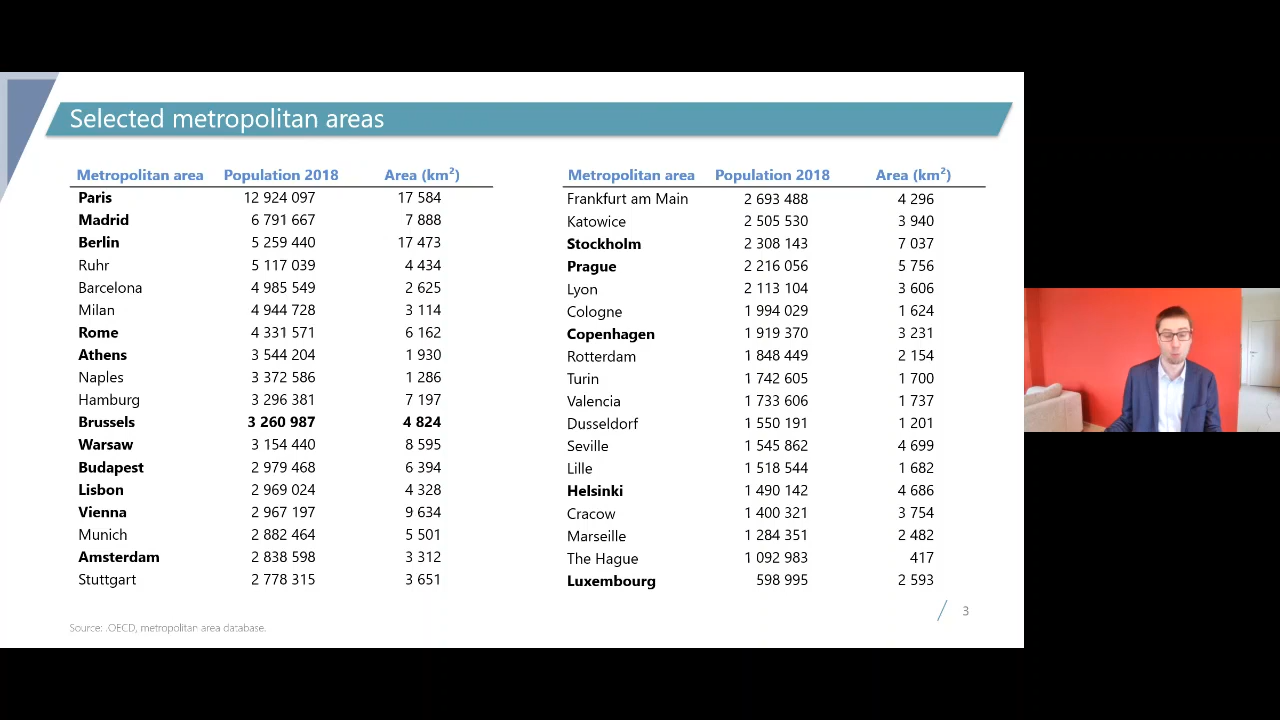 Selected metropolitan areas
Metropolitan area Population 2018 Area (km²)
Paris 12 924 097 17 584
Madrid 6 791 667 7 888
Berlin 5 259 440 17 473
Ruhr 5 117 039 4 434
Barcelona 4 985 549 2 625
Milan 4 944 728 3 114
Rome 4 331 571 6 162
Athens 3 544 204 1 930
Naples 3 372 586 1 286
Hamburg 3 296 381 7 197
Brussels 3 260 987 4 824
Warsaw 3 154 440 8 595
Budapest 2 979 468 6 394
Lisbon 2 969 024 4 328
Vienna 2 967 197 9 634
Munich 2 882 464 5 501
Amsterdam 2 838 598 3 312
Stuttgart 2 778 315 3 651
Metropolitan area Population 2018 Area (km²)
Frankfurt am Main 2 693 488 4 296
Katowice 2 505 530 3 940
Stockholm 2 308 143 7 037
Prague 2 216 056 5 756
Lyon 2 113 104 3 606
Cologne 1 994 029 1 624
Copenhagen 1 919 370 3 231
Rotterdam 1 848 449 2 154
Turin 1 742 605 1 700
Valencia 1 733 606 1 737
Dusseldorf 1 550 191 1 201
Seville 1 545 862 4 699
Lille 1 518 544 1 682
Helsinki 1 490 142 4 686
Cracow 1 400 321 3 754
Marseille 1 284 351 2 482
The Hague 1 092 983 417
Luxembourg 598 995 2 593
3
Source: .OECD, metropolitan area database.